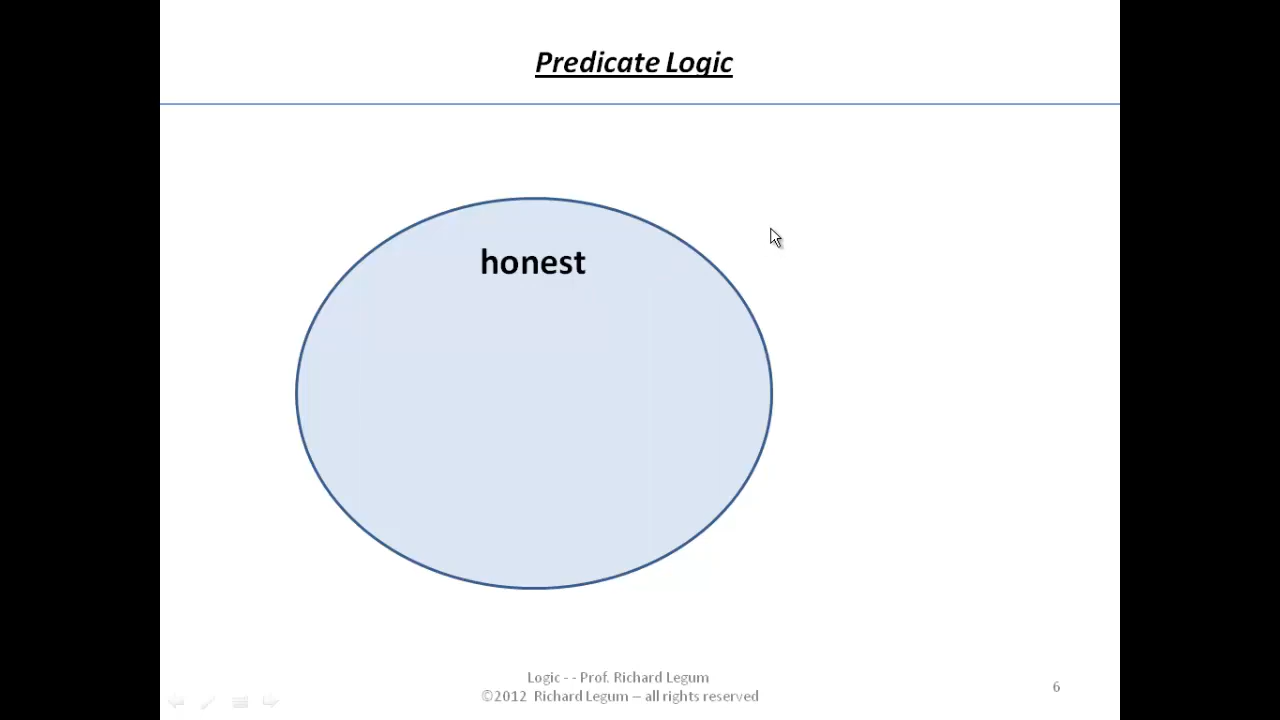 Predicate Logic
honest
Logic - - Prof. Richard Legum
©2012 Richard Legum – all rights reserved
6